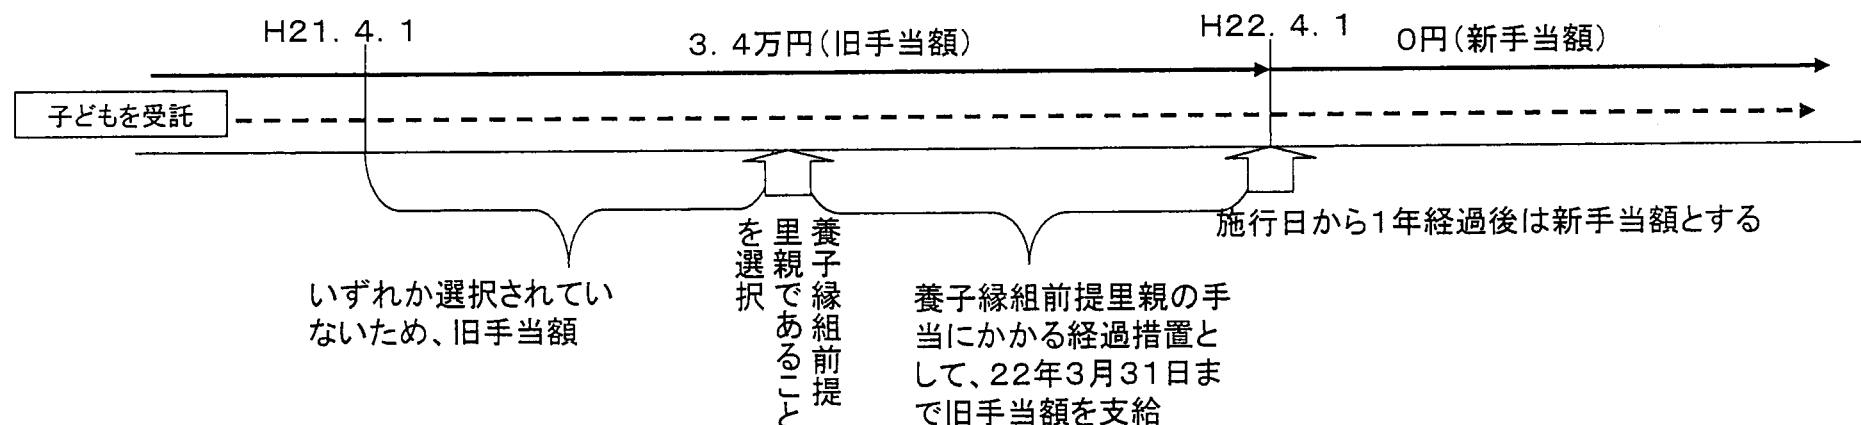 H21.4.1
3.4万円(旧手当額)
H22.4.1
0円(新手当額)
子どもを受託
いずれか選択されてい
ないため、旧手当額
養子縁組前提
里親であること
を選択
養子縁組前提里親の手
当にかかる経過措置と
して、22年3月31日ま
で旧手当額を支給
施行日から1年経過後は新手当額とする